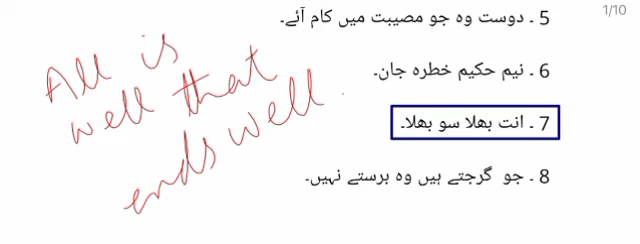 1/10
5 ۔ دوست وہ جو مصیبت میں کام آئے۔
6 ۔ نیم حکیم خطرہ جان۔
7 ۔ انت بھلا سو بھلا۔
8 ۔ جو گرجتے ہیں وہ برستے نہیں۔
All is
well that
ends well